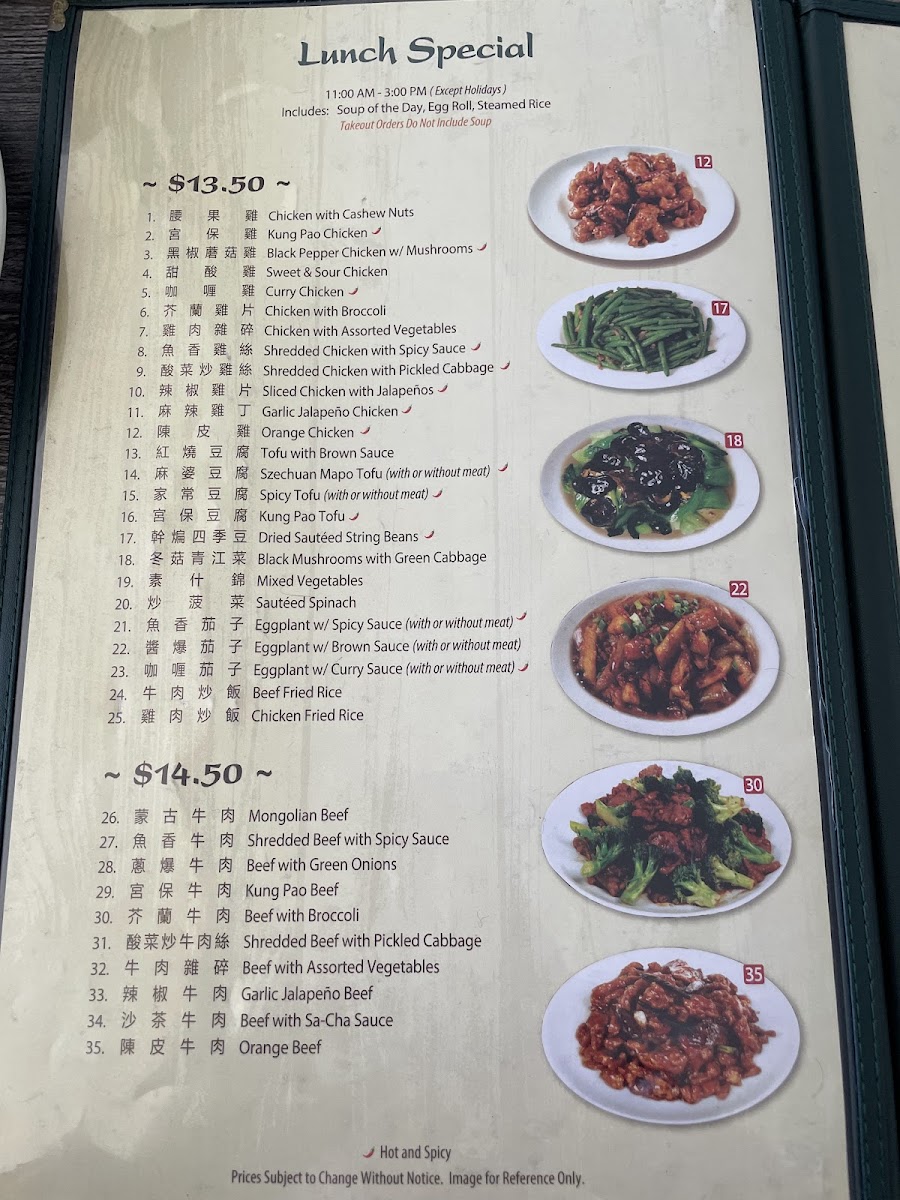 Lunch Special
11:00 AM - 3:00 PM ( Except Holidays )
Includes: Soup of the Day, Egg Roll, Steamed Rice
Takeout Orders Do Not Include Soup
~ $13.50 ~
1. 腰果雞 Chicken with Cashew Nuts
2. 宮保雞 Kung Pao Chicken
3. 黑椒蘑菇雞 Black Pepper Chicken w/ Mushrooms
4. 甜酸雞 Sweet & Sour Chicken
5. 咖喱雞 Curry Chicken
6. 芥蘭雞片 Chicken with Broccoli
7. 雞肉雜碎 Chicken with Assorted Vegetables
8. 魚香雞絲 Shredded Chicken with Spicy Sauce
9. 酸菜炒雞絲 Shredded Chicken with Pickled Cabbage
10. 辣椒雞片 Sliced Chicken with Jalapeños
11. 麻辣雞丁 Garlic Jalapeño Chicken
12. 陳皮雞 Orange Chicken
13. 紅燒豆腐 Tofu with Brown Sauce
14. 麻婆豆腐 Szechuan Mapo Tofu (with or without meat)
15. 家常豆腐 Spicy Tofu (with or without meat)
16. 宮保豆腐 Kung Pao Tofu
17. 幹煸四季豆 Dried Sautéed String Beans
18. 冬菇青江菜 Black Mushrooms with Green Cabbage
19. 素什錦 Mixed Vegetables
20. 炒菠菜 Sautéed Spinach
21. 魚香茄子 Eggplant w/ Spicy Sauce (with or without meat)
22. 醬爆茄子 Eggplant w/ Brown Sauce (with or without meat)
23. 咖喱茄子 Eggplant w/ Curry Sauce (with or without meat)
24. 牛肉炒飯 Beef Fried Rice
25. 雞肉炒飯 Chicken Fried Rice
~ $14.50 ~
26. 蒙古牛肉 Mongolian Beef
27. 魚香牛肉 Shredded Beef with Spicy Sauce
28. 蔥爆牛肉 Beef with Green Onions
29. 宮保牛肉 Kung Pao Beef
30. 芥蘭牛肉 Beef with Broccoli
31. 酸菜炒牛肉絲 Shredded Beef with Pickled Cabbage
32. 牛肉雜碎 Beef with Assorted Vegetables
33. 辣椒牛肉 Garlic Jalapeño Beef
34. 沙茶牛肉 Beef with Sa-Cha Sauce
35. 陳皮牛肉 Orange Beef
12
17
18
22
30
35
Hot and Spicy
Prices Subject to Change Without Notice. Image for Reference Only.